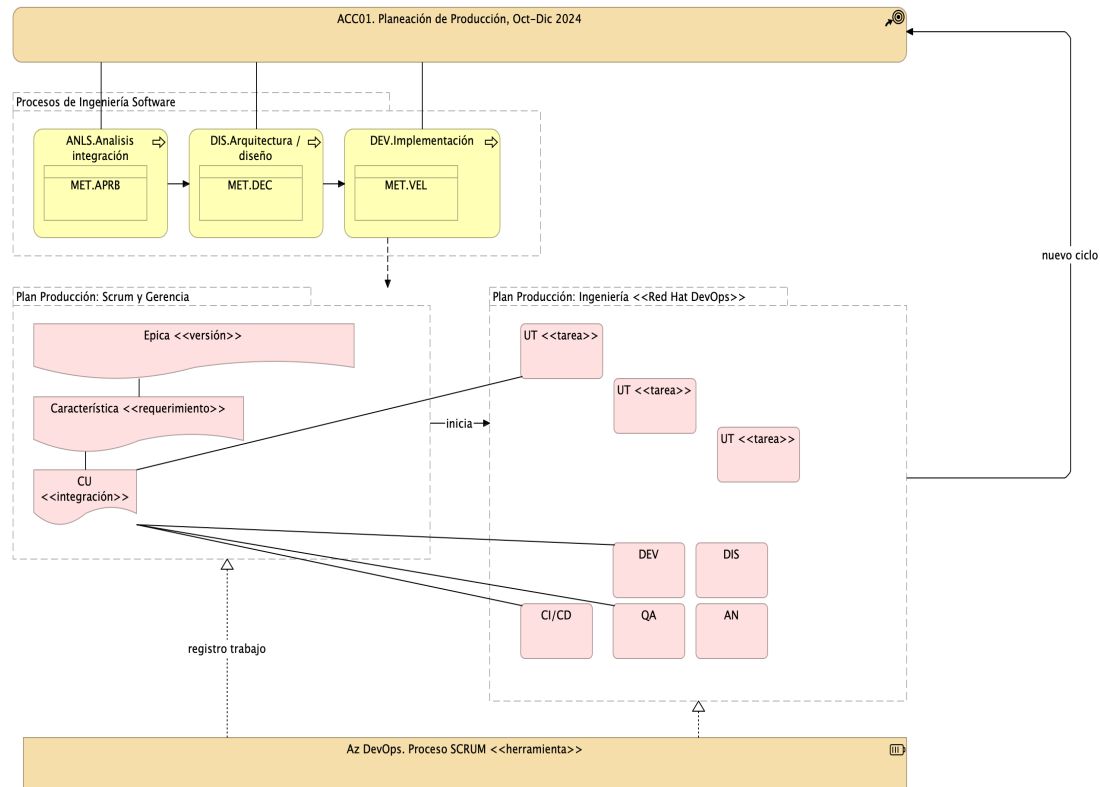 ACC01. Planeación de Producción, Oct-Dic 2024
Procesos de Ingeniería Software
ANLS.Analisis
integración
MET.APRB
DIS.Arquitectura /
diseño
MET.DEC
DEV.Implementación
MET.VEL
nuevo ciclo
Plan Producción: Scrum y Gerencia
Epica <<versión>>
Característica <<requerimiento>>
CU
<<integración>>
inicia
Plan Producción: Ingeniería <<Red Hat DevOps>>
UT <<tarea>>
UT <<tarea>>
UT <<tarea>>
DEV
DIS
CI/CD
QA
AN
registro trabajo
Az DevOps. Proceso SCRUM <<herramienta>>